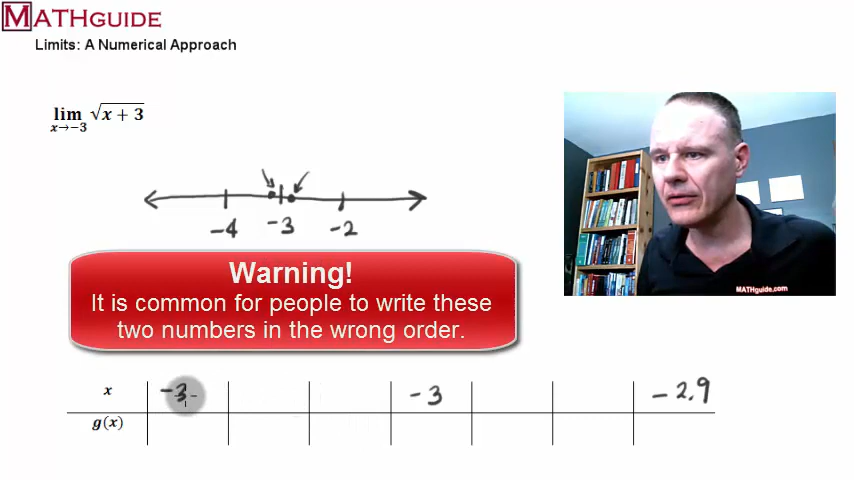 MATHGUIDE
Limits: A Numerical Approach
lim √x + 3
x→−3
-4 -3 -2
Warning!
It is common for people to write these
two numbers in the wrong order.
MATHguide.com
x -3 -3 -2.9
g(x)